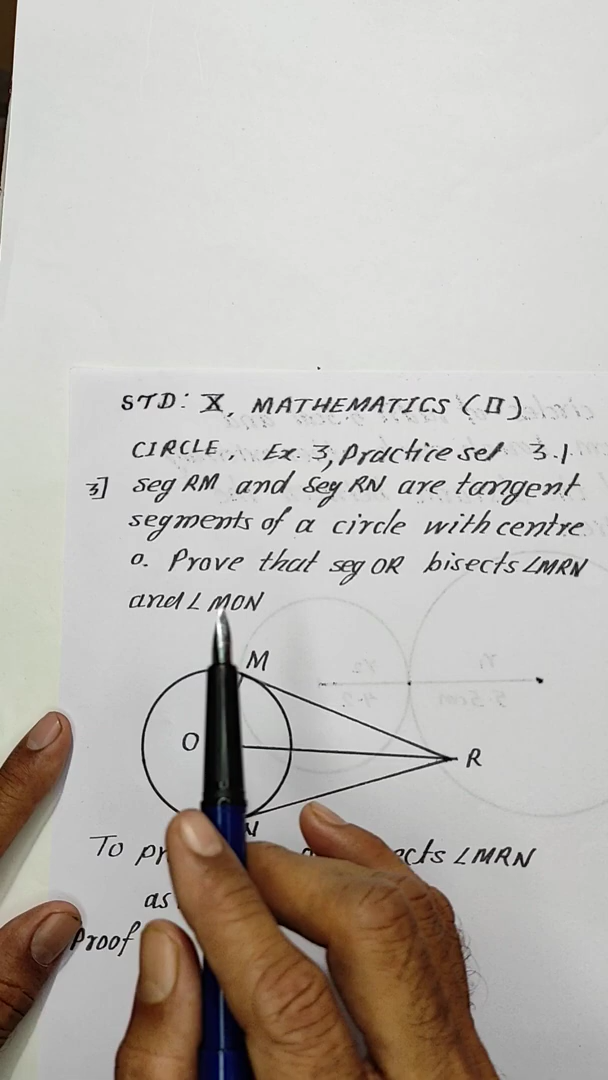 STD: X, MATHEMATICS (II)
CIRCLE, Ex. 3, Practice set 3.1
3] seg RM and seg RN are tangent
segments of a circle with centre
O. Prove that seg OR bisects ∠MRN
and ∠MON
M
O
R
N
To pr ects ∠MRN
as
Proof